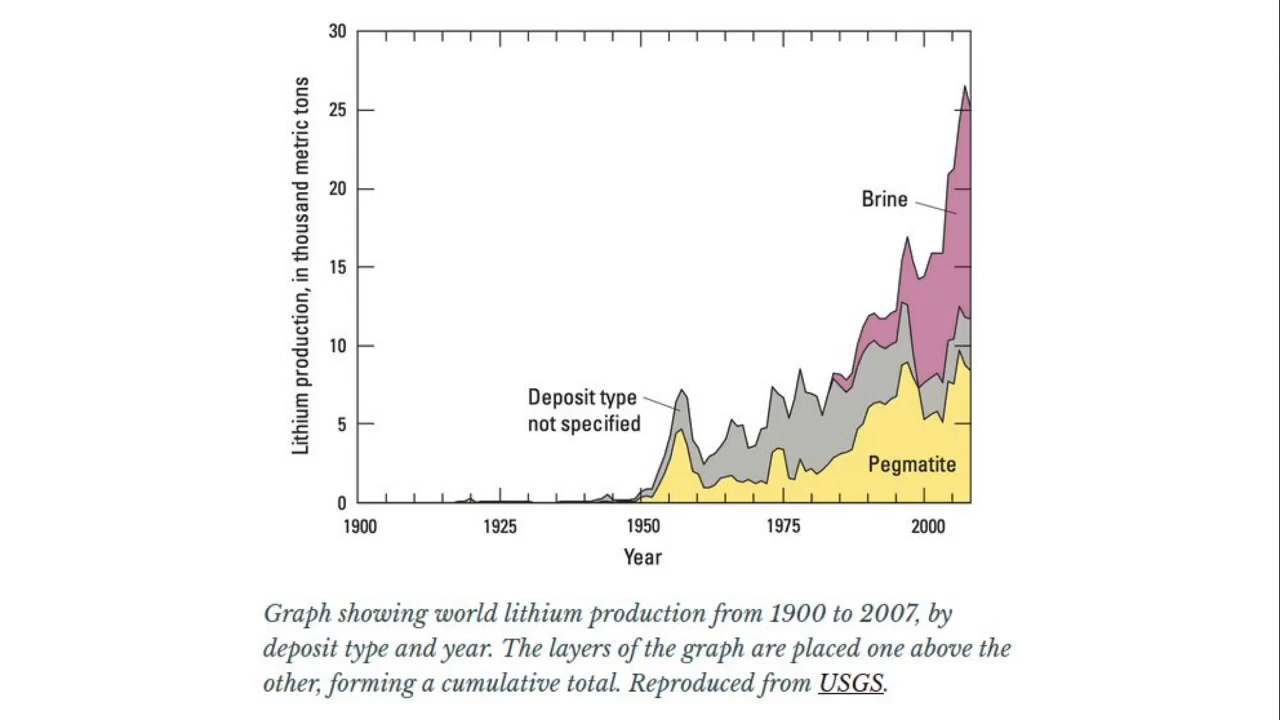 30
25
20
15
10
5
0
Lithium production, in thousand metric tons
Brine
Deposit type
not specified
Pegmatite
1900 1925 1950 1975 2000
Year
Graph showing world lithium production from 1900 to 2007, by
deposit type and year. The layers of the graph are placed one above the
other, forming a cumulative total. Reproduced from USGS.